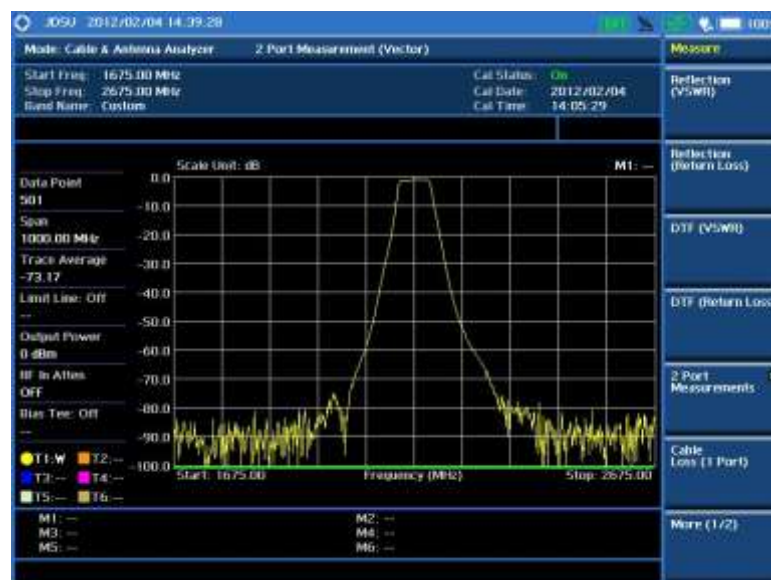 JDSU 2012/02/04 14:39:28
100%
Mode: Cable & Antenna Analyzer 2 Port Measurement (Vector)
Measure
Start Freq: 1675.00 MHz
Stop Freq: 2675.00 MHz
Band Name: Custom
Cal Status: On
Cal Date: 2012/02/04
Cal Time: 14:05:29
Scale Unit: dB
M1: --
Data Point
501
Span
1000.00 MHz
Trace Average
-73.17
Limit Line: Off
--
Output Power
0 dBm
RF In Atten
OFF
Bias Tee: Off
--
T1:W T2:--
T3:-- T4:--
T5:-- T6:--
0.0
-10.0
-20.0
-30.0
-40.0
-50.0
-60.0
-70.0
-80.0
-90.0
-100.0
Start: 1675.00 Frequency (MHz) Stop: 2675.00
M1: -- M2: --
M3: -- M4: --
M5: -- M6: --
Reflection
(VSWR)
Reflection
(Return Loss)
DTF (VSWR)
DTF (Return Loss
2 Port
Measurements
Cable
Loss (1 Port)
More (1/2)